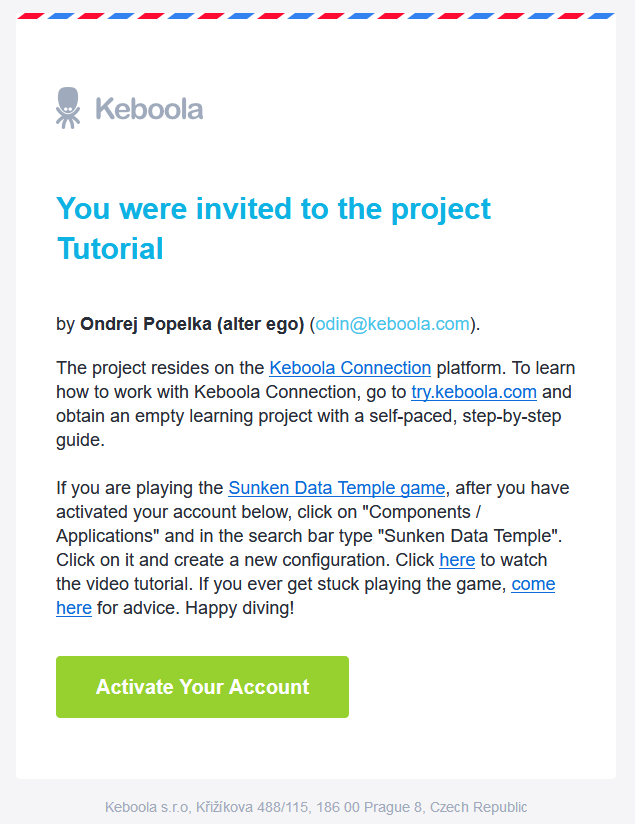 Keboola
You were invited to the project
Tutorial
by Ondrej Popelka (alter ego) (odin@keboola.com).
The project resides on the Keboola Connection platform. To learn
how to work with Keboola Connection, go to try.keboola.com and
obtain an empty learning project with a self-paced, step-by-step
guide.
If you are playing the Sunken Data Temple game, after you have
activated your account below, click on "Components /
Applications" and in the search bar type "Sunken Data Temple".
Click on it and create a new configuration. Click here to watch
the video tutorial. If you ever get stuck playing the game, come
here for advice. Happy diving!
Activate Your Account
Keboola s.r.o, Křižíkova 488/115, 186 00 Prague 8, Czech Republic